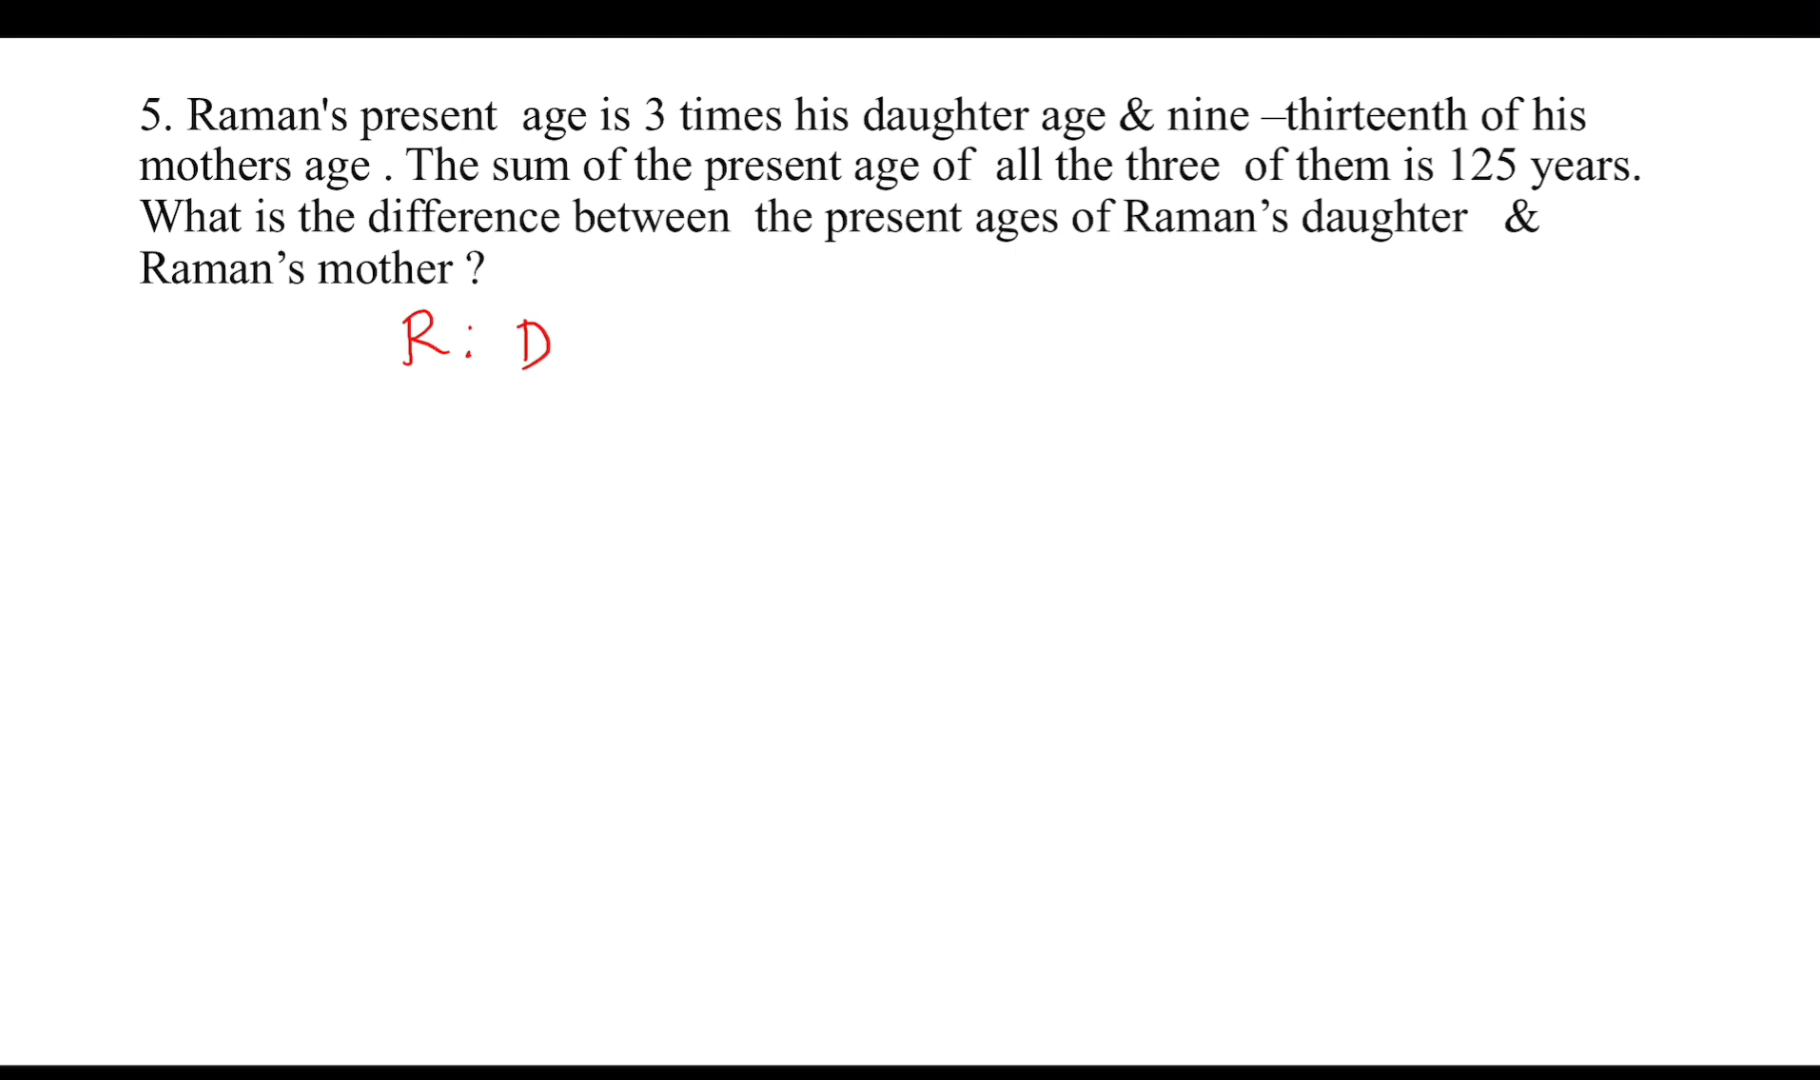 5. Raman's present age is 3 times his daughter age & nine –thirteenth of his
mothers age . The sum of the present age of all the three of them is 125 years.
What is the difference between the present ages of Raman’s daughter &
Raman’s mother ?
R : D